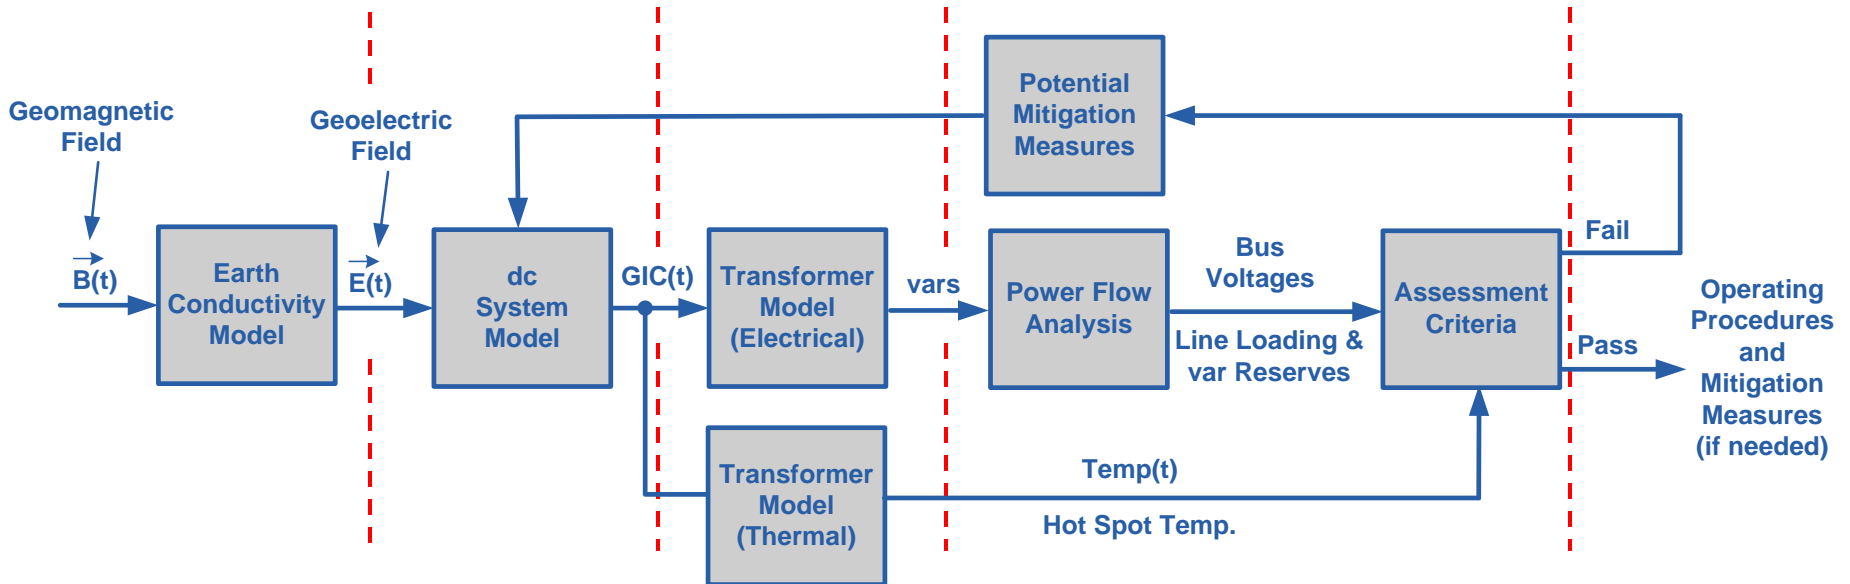 Geomagnetic
Field
B(t)
Earth
Conductivity
Model
Geoelectric
Field
E(t)
dc
System
Model
GIC(t)
Transformer
Model
(Electrical)
Transformer
Model
(Thermal)
vars
Potential
Mitigation
Measures
Power Flow
Analysis
Bus
Voltages
Line Loading &
var Reserves
Temp(t)
Hot Spot Temp.
Assessment
Criteria
Fail
Pass
Operating
Procedures
and
Mitigation
Measures
(if needed)